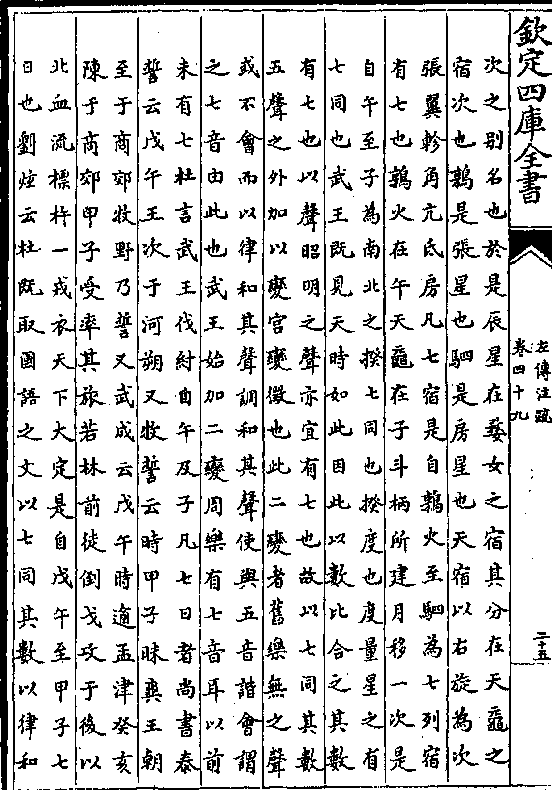 欽定四庫全書
左傳注疏
卷四十九
二十五
次之别名也於是辰星在婺女之宿其分在天黿之
宿次也鶉是張星也駟是房星也天宿以右旋為次
張翼軫角亢氐房凡七宿是自鶉火至駟為七列宿
有七也鶉火在午天黿在子斗柄所建月移一次是
自午至子為南北之揆七同也揆度也度量星之有
七同也武王既見天時如此因此以數比合之其數
有七也以聲昭明之聲亦宜有七也故以七同其數
五聲之外加以變宮變徴也此二變者舊樂無之聲
或不會而以律和其聲調和其聲使與五音諧會謂
之七音由此也武王始加二變周樂有七音耳以前
未有七杜言武王伐紂自午及子凡七日者尚書泰
誓云戊午王次于河朔又牧誓云時甲子昧爽王朝
至于商郊牧野乃誓又武成云戊午師逾孟津癸亥
陳于商郊甲子受率其旅若林前徒倒戈攻于後以
北血流標杵一戎衣天下大定是自戊午至甲子七
日也劉炫云杜既取國語之文以七同其數以律和